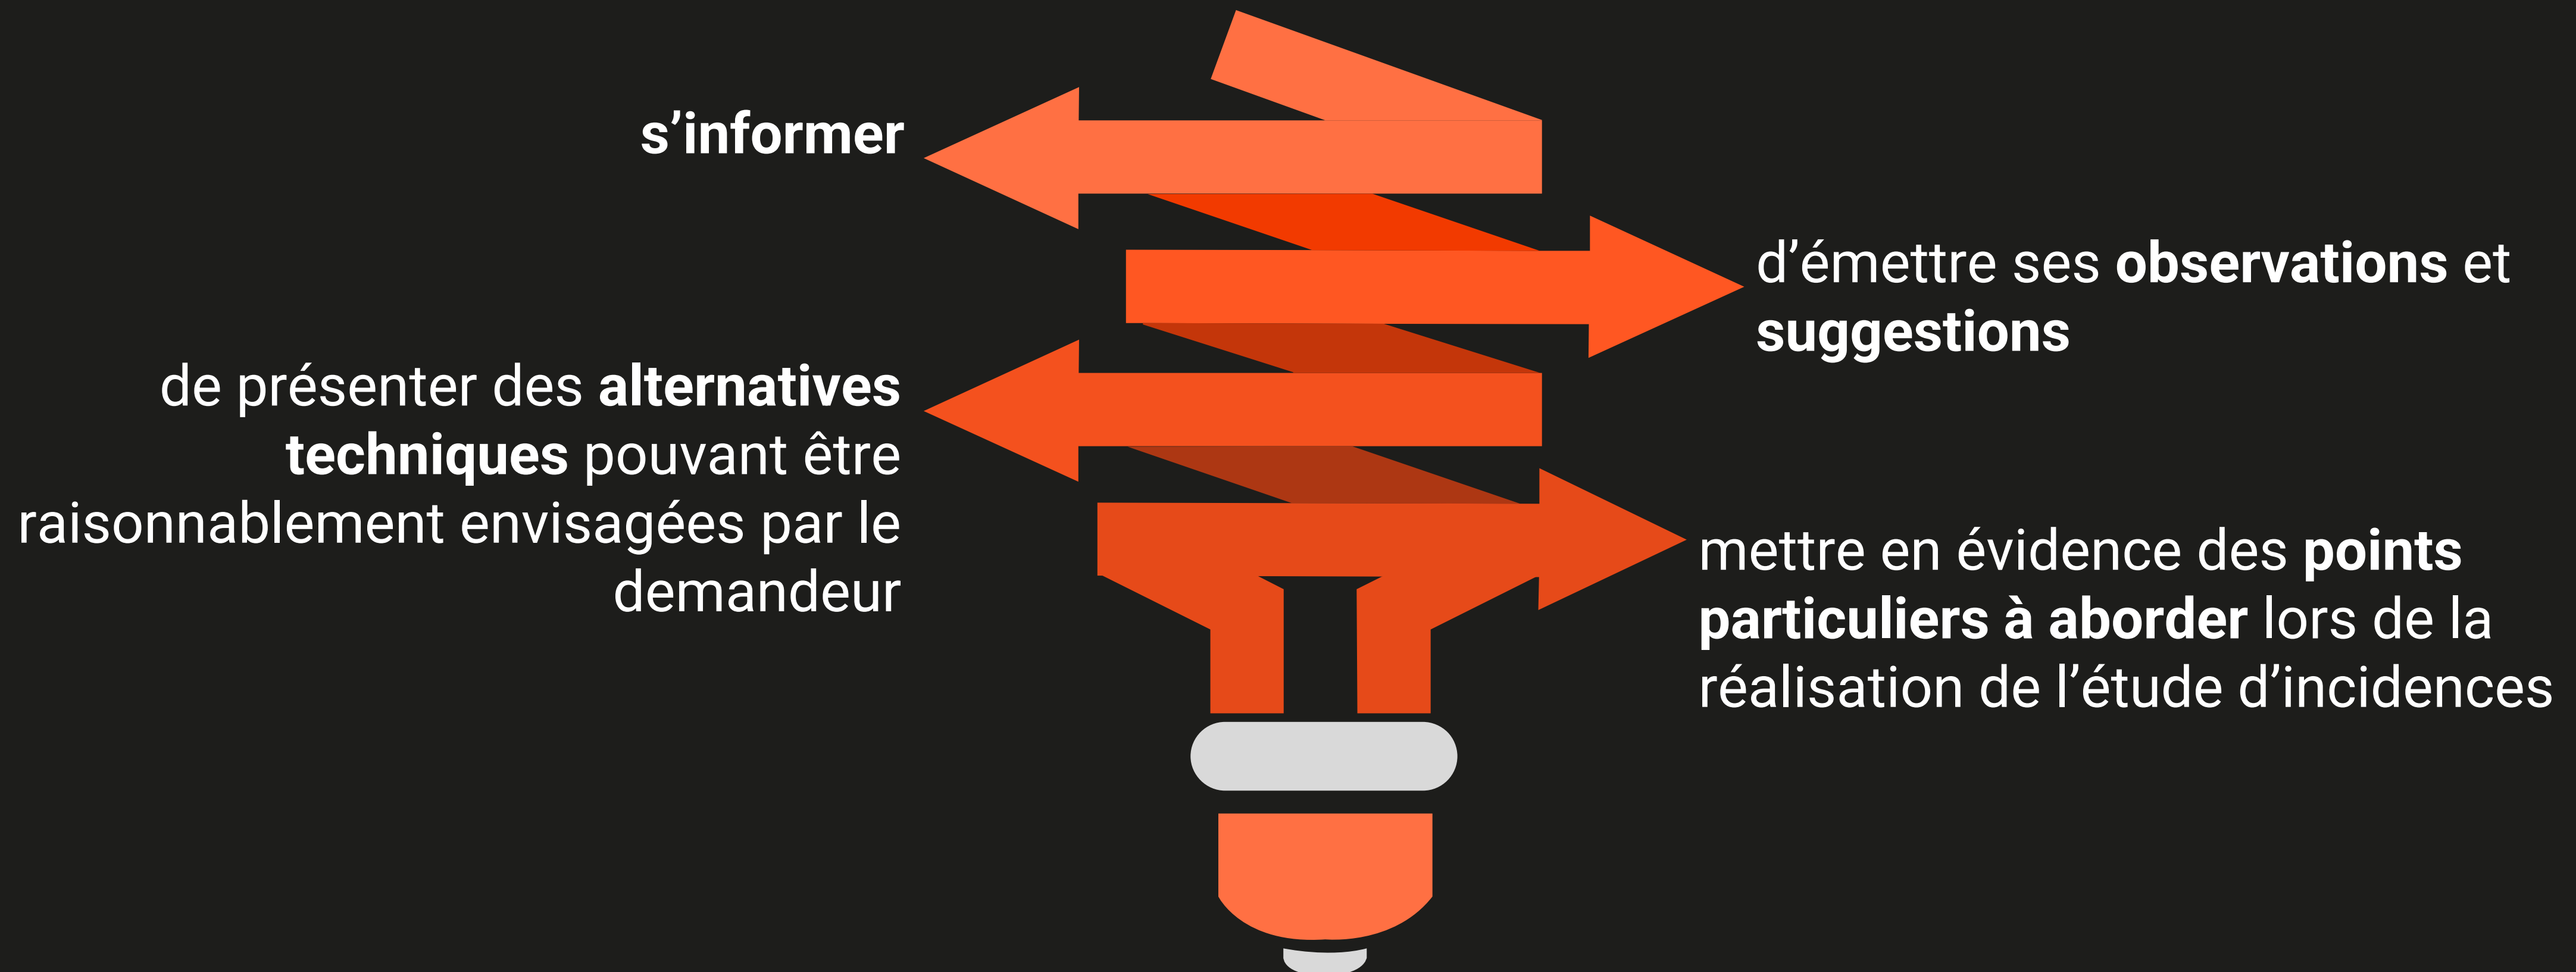 s’informer
d’émettre ses observations et
suggestions
de présenter des alternatives
techniques pouvant être
raisonnablement envisagées par le
demandeur
mettre en évidence des points
particuliers à aborder lors de la
réalisation de l’étude d’incidences